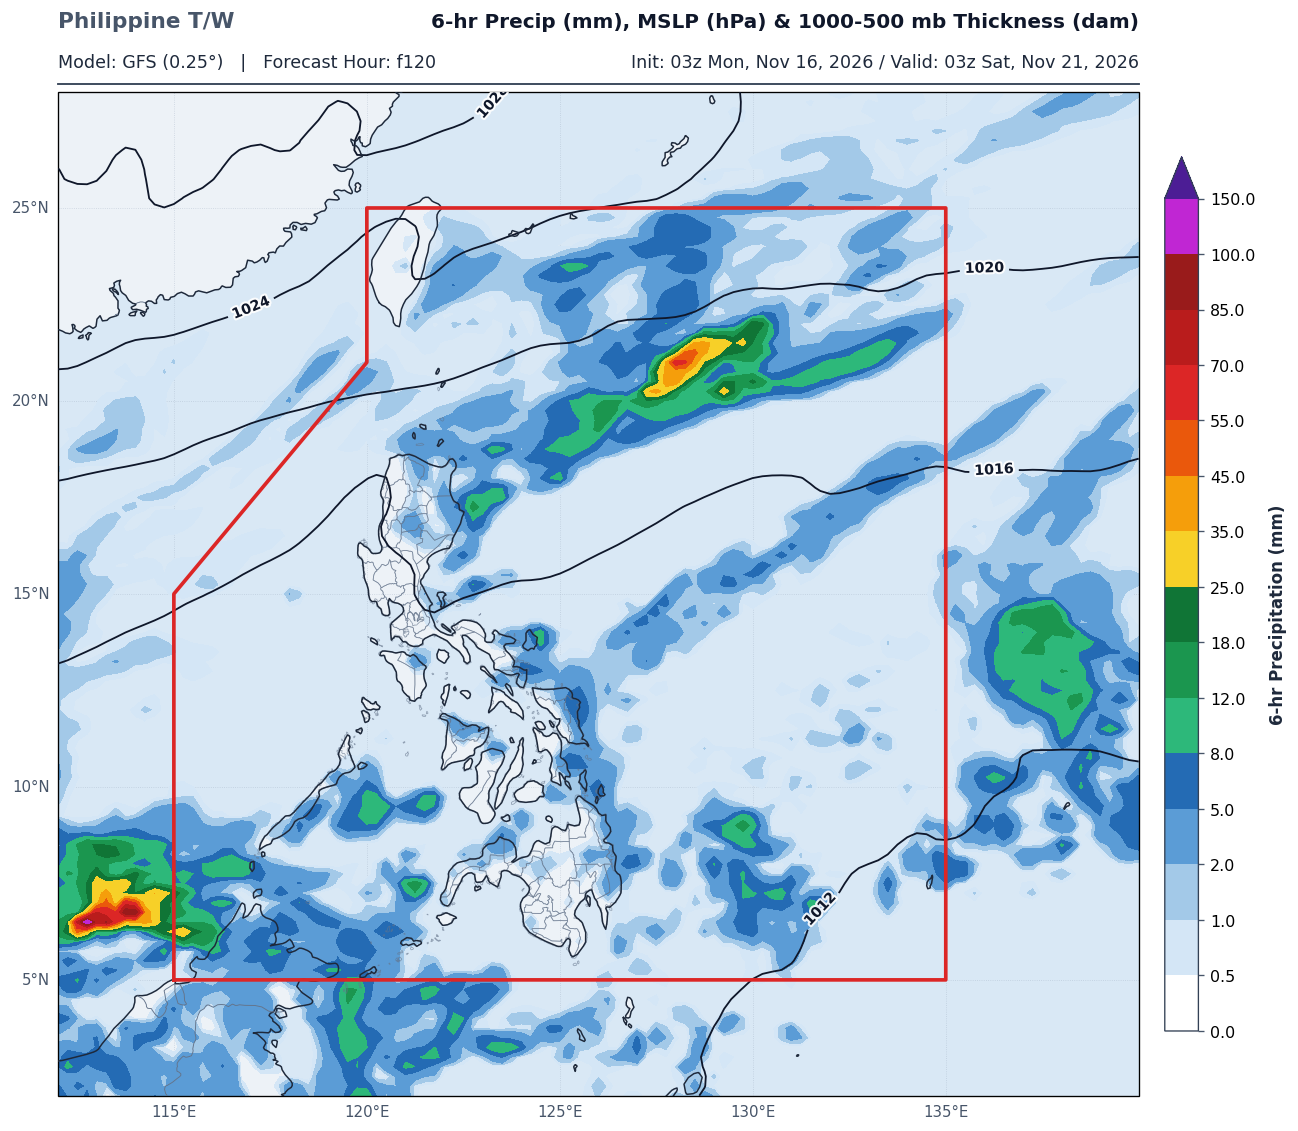 Philippine T/W
6-hr Precip (mm), MSLP (hPa) & 1000-500 mb Thickness (dam)
Model: GFS (0.25°) | Forecast Hour: f120
Init: 03z Mon, Nov 16, 2026 / Valid: 03z Sat, Nov 21, 2026
25°N
20°N
15°N
10°N
5°N
115°E
120°E
125°E
130°E
135°E
1024
1020
1016
1012
150.0
100.0
85.0
70.0
55.0
45.0
35.0
25.0
18.0
12.0
8.0
5.0
2.0
1.0
0.5
0.0
6-hr Precipitation (mm)